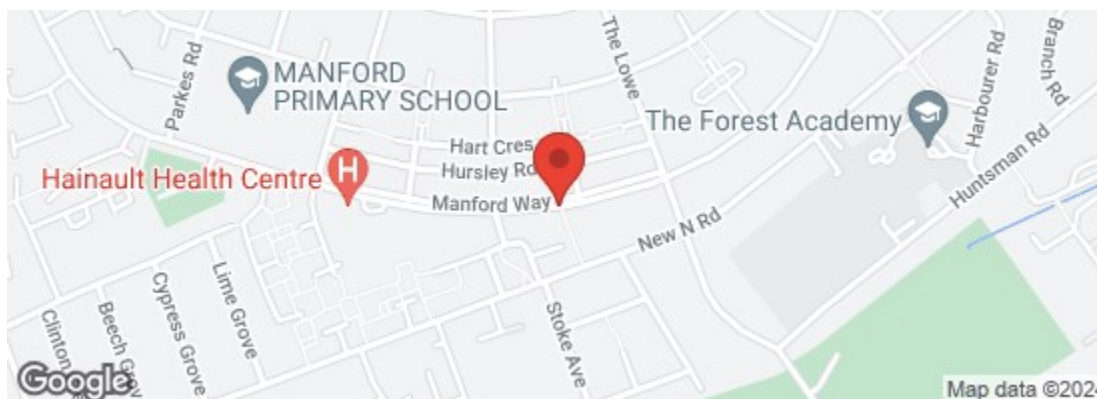 Parkes Rd
The Lowe
Harbourer Rd
Branch Rd
MANFORD
PRIMARY SCHOOL
The Forest Academy
Huntsman Rd
Hart Cres
Hursley Rd
H
Hainault Health Centre
Manford Way
New N Rd
Lime Grove
Cypress Grove
Beech Grov
Clinton
Stoke Ave
Google
Map data ©2024